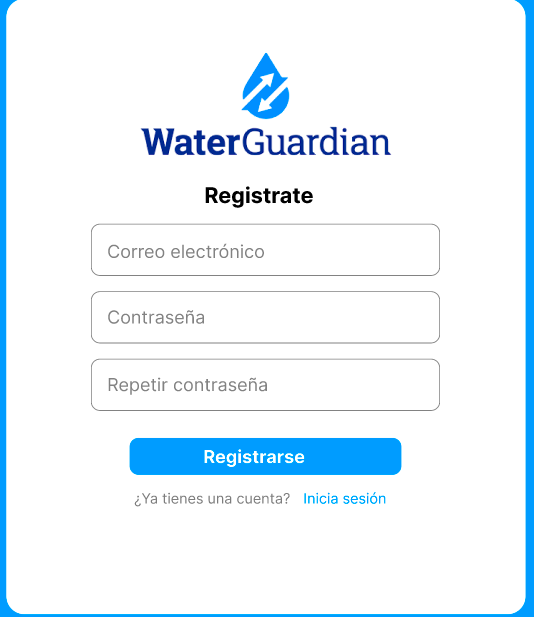 WaterGuardian
Registrate
Correo electrónico
Contraseña
Repetir contraseña
Registrarse
¿Ya tienes una cuenta? Inicia sesión